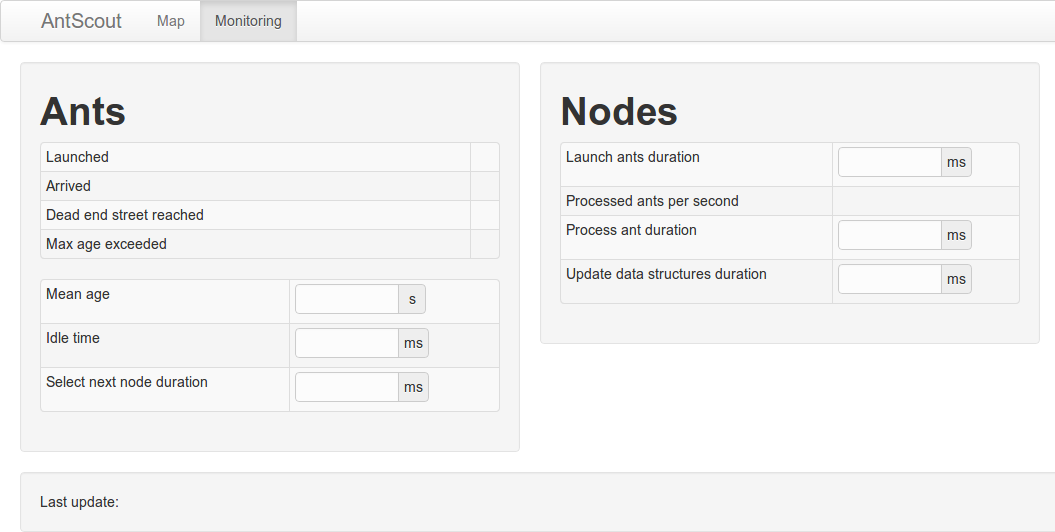 AntScout Map Monitoring
Ants
Launched
Arrived
Dead end street reached
Max age exceeded
Mean age s
Idle time ms
Select next node duration ms
Nodes
Launch ants duration ms
Processed ants per second
Process ant duration ms
Update data structures duration ms
Last update: